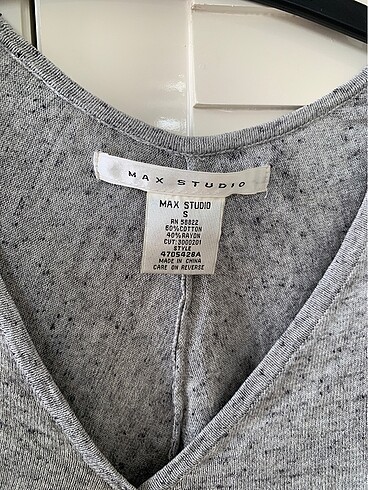 MAX STUDIO
MAX STUDIO
S
RN 58822
60%COTTON
40%RAYON
CUT:3000201
STYLE
4705428A
MADE IN CHINA
CARE ON REVERSE